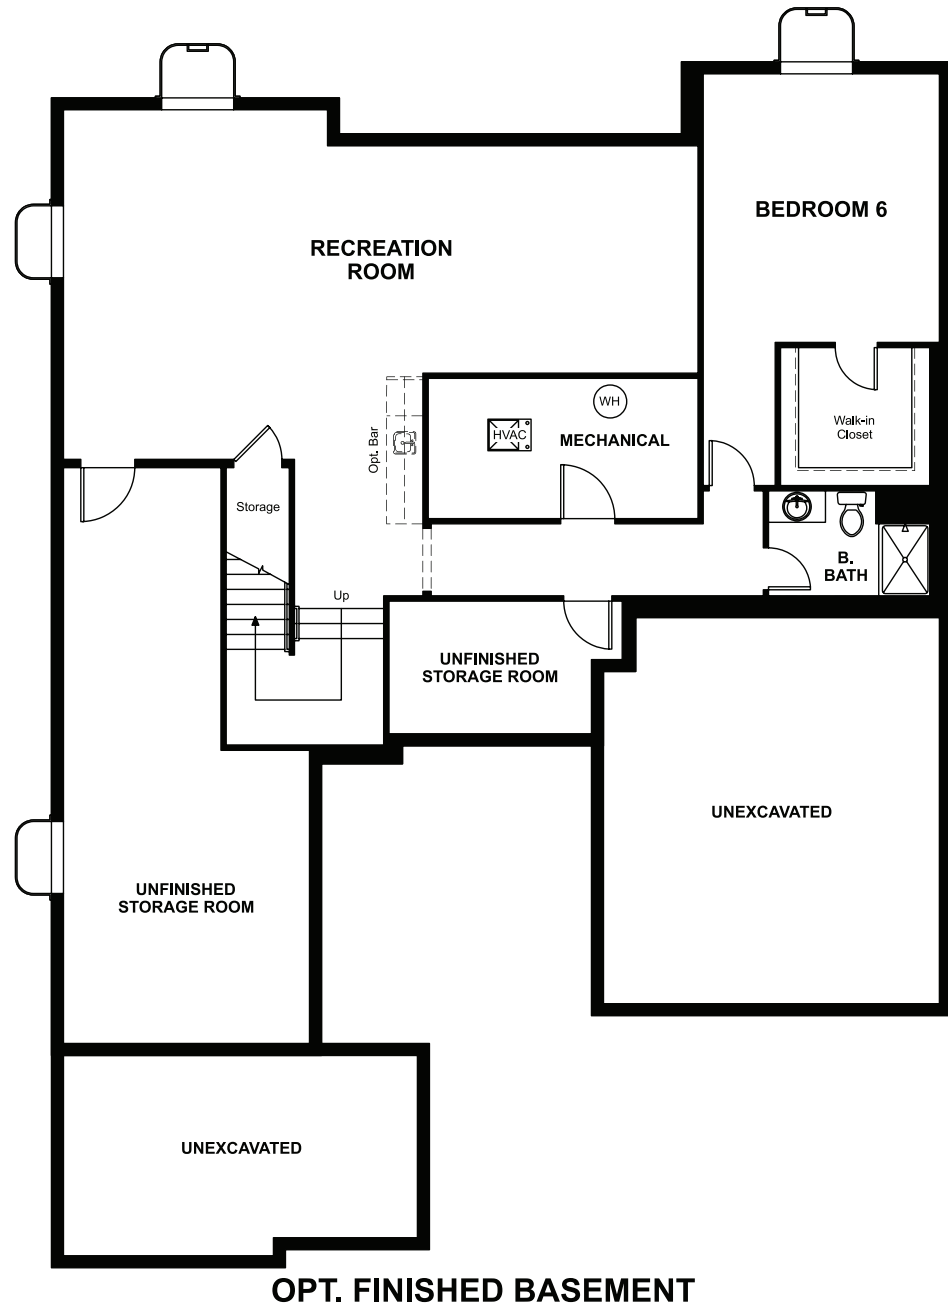 BEDROOM 6
RECREATION
ROOM
WH
HVAC
MECHANICAL
Walk-in
Closet
Opt. Bar
Storage
B.
BATH
Up
UNFINISHED
STORAGE ROOM
UNEXCAVATED
UNFINISHED
STORAGE ROOM
UNEXCAVATED
OPT. FINISHED BASEMENT